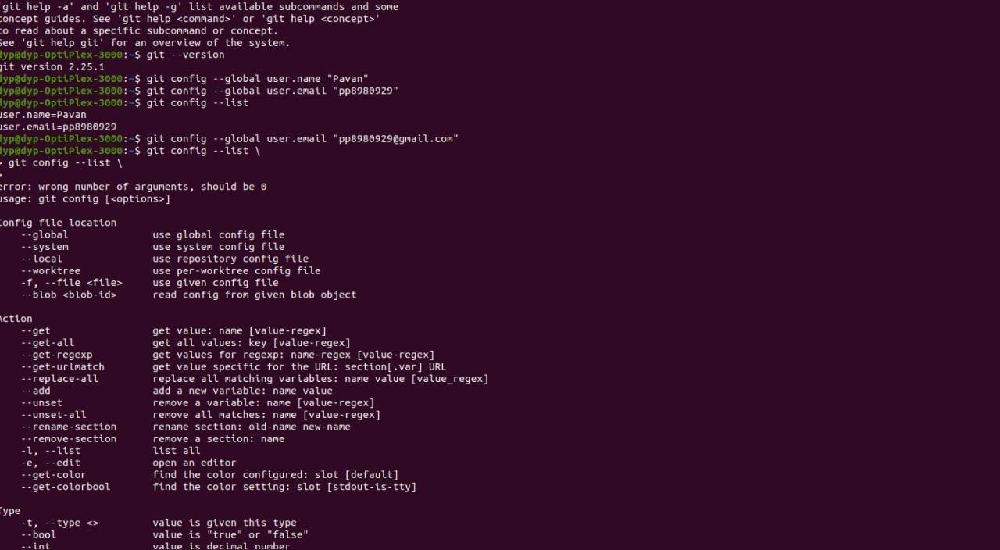 'git help -a' and 'git help -g' list available subcommands and some
concept guides. See 'git help <command>' or 'git help <concept>'
to read about a specific subcommand or concept.
See 'git help git' for an overview of the system.
dyp@dyp-OptiPlex-3000:~$ git --version
git version 2.25.1
dyp@dyp-OptiPlex-3000:~$ git config --global user.name "Pavan"
dyp@dyp-OptiPlex-3000:~$ git config --global user.email "pp8980929"
dyp@dyp-OptiPlex-3000:~$ git config --list
user.name=Pavan
user.email=pp8980929
dyp@dyp-OptiPlex-3000:~$ git config --global user.email "pp8980929@gmail.com"
dyp@dyp-OptiPlex-3000:~$ git config --list \
> git config --list \
>
error: wrong number of arguments, should be 0
usage: git config [<options>]

Config file location
    --global              use global config file
    --system              use system config file
    --local               use repository config file
    --worktree            use per-worktree config file
    -f, --file <file>     use given config file
    --blob <blob-id>      read config from given blob object

Action
    --get                 get value: name [value-regex]
    --get-all             get all values: key [value-regex]
    --get-regexp          get values for regexp: name-regex [value-regex]
    --get-urlmatch        get value specific for the URL: section[.var] URL
    --replace-all         replace all matching variables: name value [value_regex]
    --add                 add a new variable: name value
    --unset               remove a variable: name [value-regex]
    --unset-all           remove all matches: name [value-regex]
    --rename-section      rename section: old-name new-name
    --remove-section      remove a section: name
    -l, --list            list all
    -e, --edit            open an editor
    --get-color           find the color configured: slot [default]
    --get-colorbool       find the color setting: slot [stdout-is-tty]

Type
    -t, --type <>         value is given this type
    --bool                value is "true" or "false"
    --int                 value is decimal number